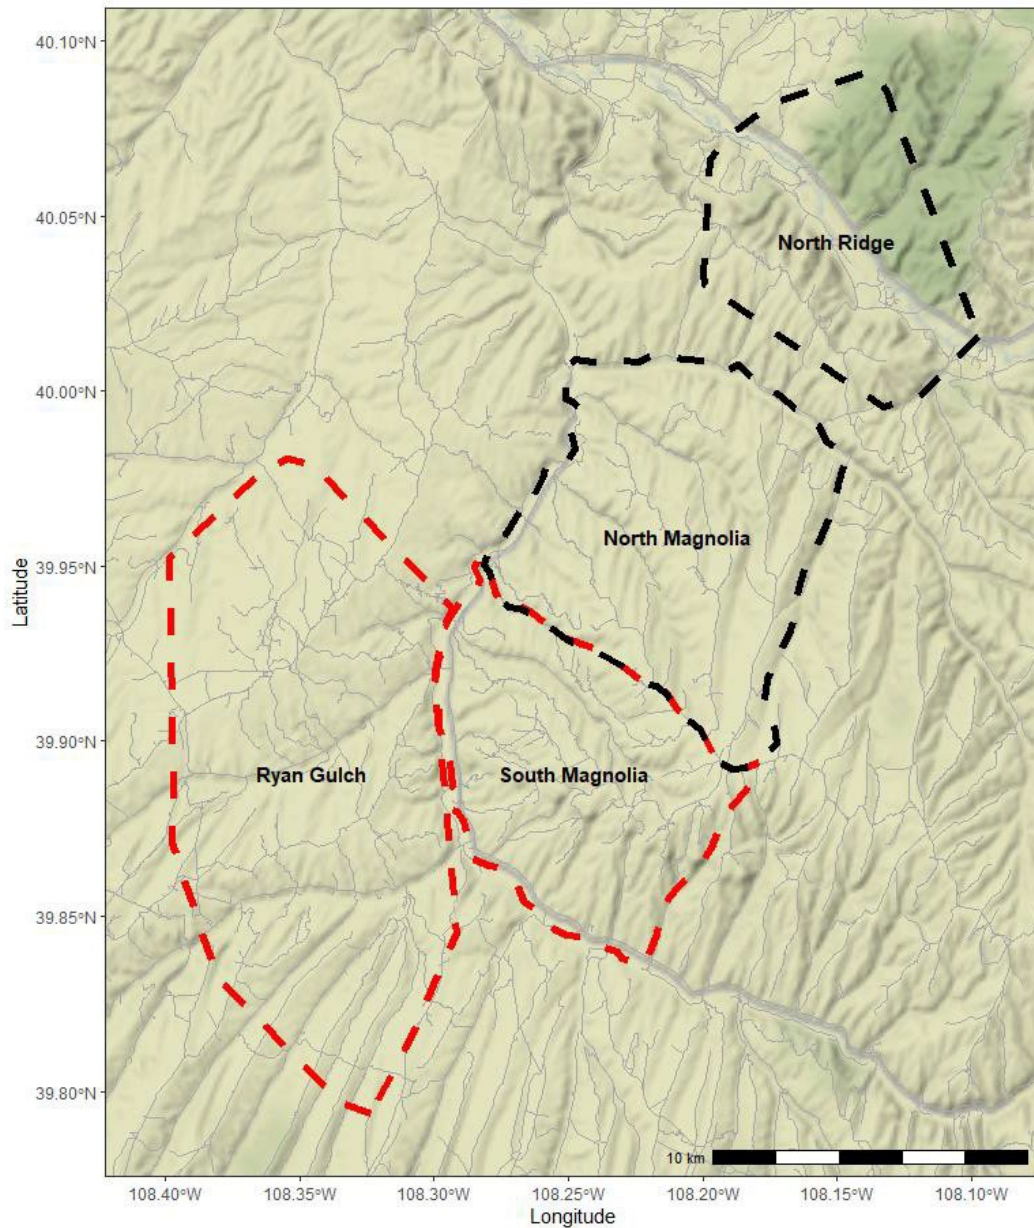 40.10°N
40.05°N
40.00°N
39.95°N
39.90°N
39.85°N
39.80°N
Latitude
North Ridge
North Magnolia
Ryan Gulch
South Magnolia
10 km
108.40°W
108.35°W
108.30°W
108.25°W
108.20°W
108.15°W
108.10°W
Longitude